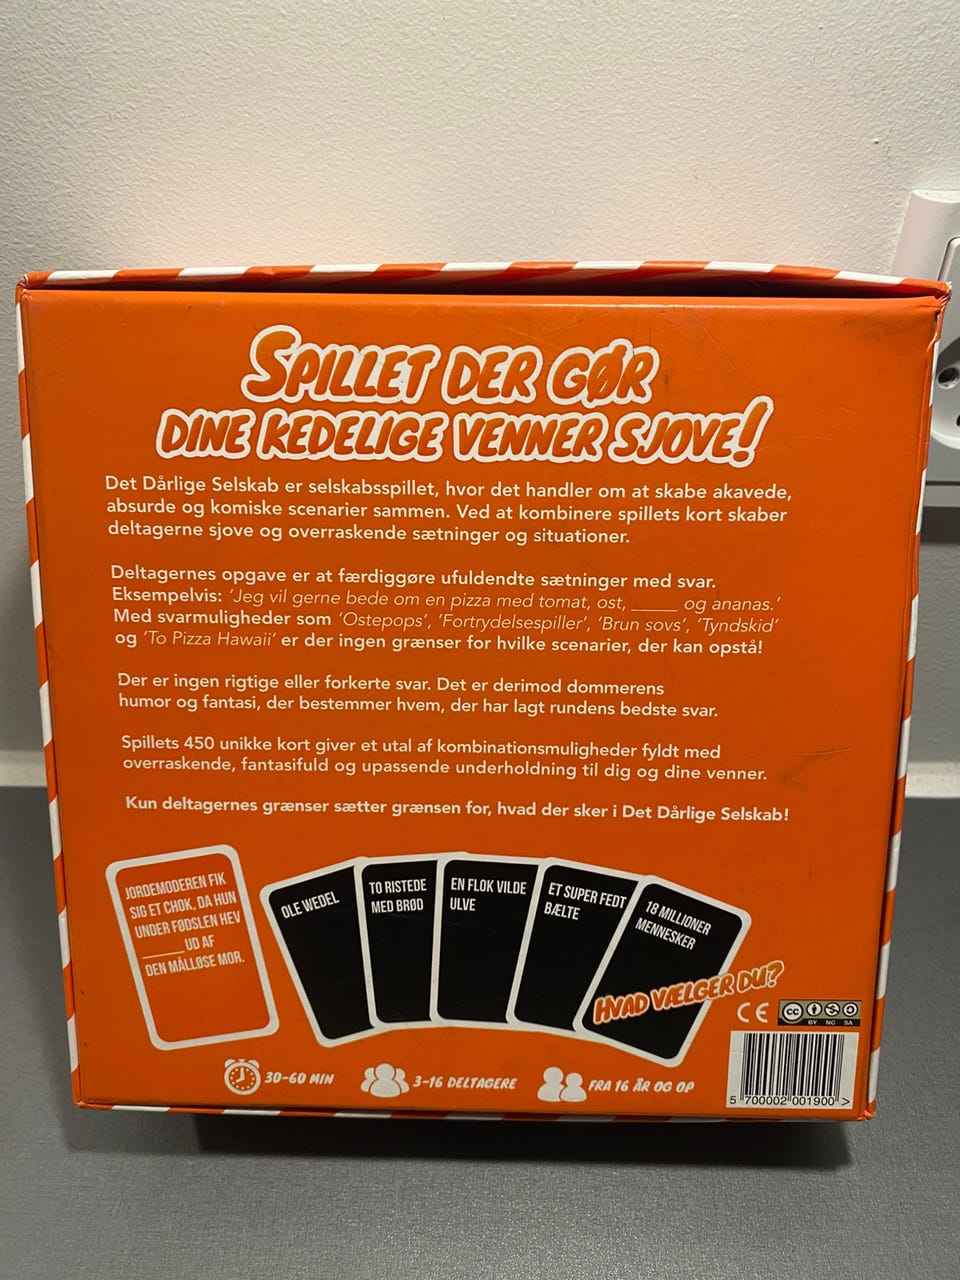 SPILLET DER GØR
DINE KEDELIGE VENNER SJOVE!
Det Dårlige Selskab er selskabsspillet, hvor det handler om at skabe akavede,
absurde og komiske scenarier sammen. Ved at kombinere spillets kort skaber
deltagerne sjove og overraskende sætninger og situationer.
Deltagernes opgave er at færdiggøre ufuldendte sætninger med svar.
Eksempelvis: 'Jeg vil gerne bede om en pizza med tomat, ost, _____ og ananas.'
Med svarmuligheder som 'Ostepops', 'Fortrydelsespiller', 'Brun sovs', 'Tyndskid'
og 'To Pizza Hawaii' er der ingen grænser for hvilke scenarier, der kan opstå!
Der er ingen rigtige eller forkerte svar. Det er derimod dommerens
humor og fantasi, der bestemmer hvem, der har lagt rundens bedste svar.
Spillets 450 unikke kort giver et utal af kombinationsmuligheder fyldt med
overraskende, fantasifuld og upassende underholdning til dig og dine venner.
Kun deltagernes grænser sætter grænsen for, hvad der sker i Det Dårlige Selskab!
JORDEMODEREN FIK
SIG ET CHOK, DA HUN
UNDER FØDSLEN HEV
______UD AF
DEN MÅLLØSE MOR.
OLE WEDEL
TO RISTEDE
MED BRØD
EN FLOK VILDE
ULVE
ET SUPER FEDT
BÆLTE
18 MILLIONER
MENNESKER
HVAD VÆLGER DU?
CE
cc BY NC SA
30-60 MIN
3-16 DELTAGERE
FRA 16 ÅR OG OP
5 700002 001900 >